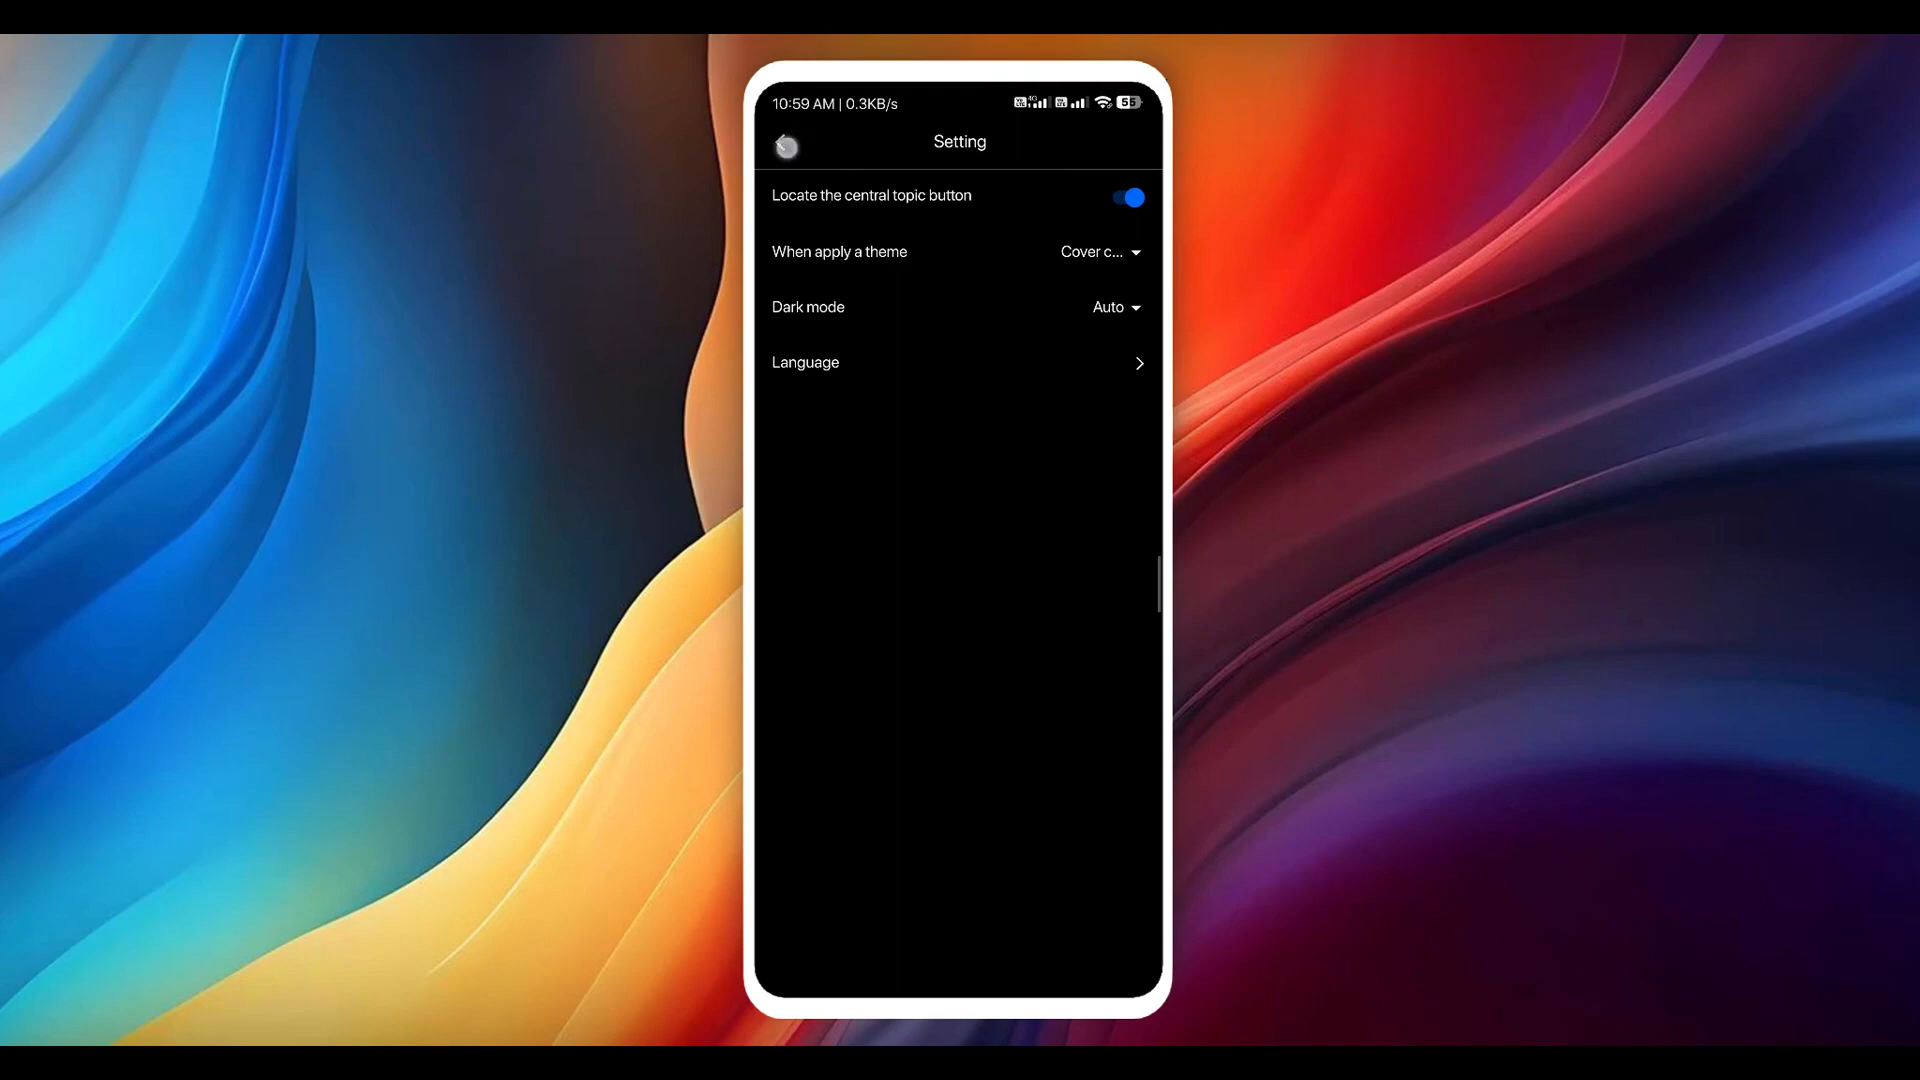 10:59 AM | 0.3KB/s
Setting
Locate the central topic button
When apply a theme Cover c...
Dark mode Auto
Language